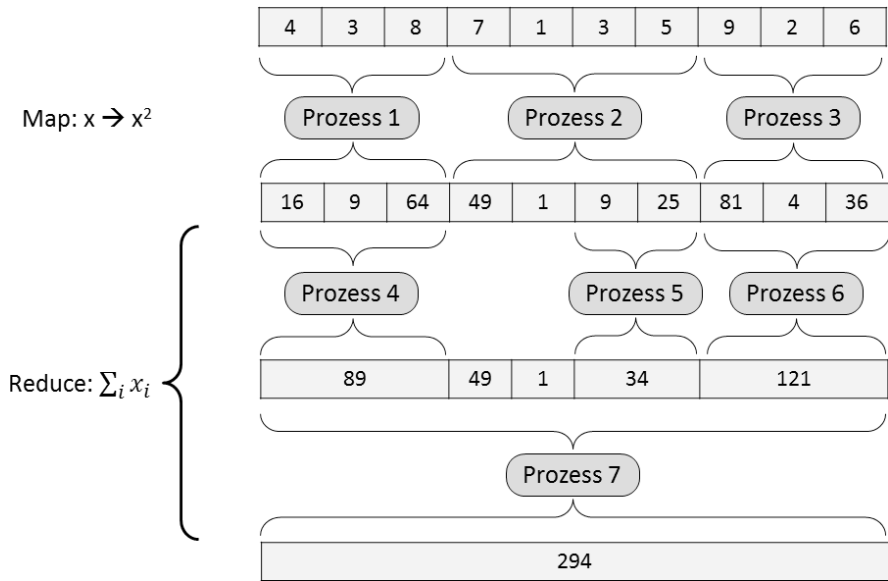 4 3 8 7 1 3 5 9 2 6
Map: x → x²
Prozess 1 Prozess 2 Prozess 3
16 9 64 49 1 9 25 81 4 36
Prozess 4 Prozess 5 Prozess 6
Reduce: ∑ᵢ xᵢ
89 49 1 34 121
Prozess 7
294